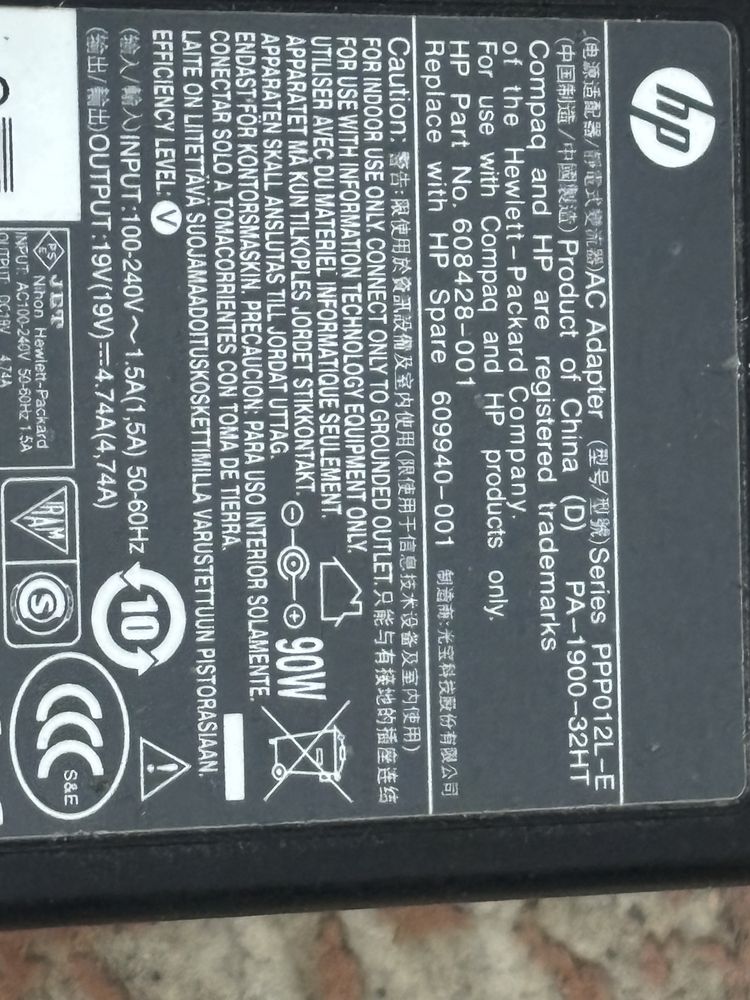 hp
(电源适配器/靜電式變流器)AC Adapter (型号/型號)Series PPP012L-E
(中国制造/中國製造)Product of China (D) PA-1900-32HT
Compaq and HP are registered trademarks
of the Hewlett-Packard Company.
For use with Compaq and HP products only.
HP Part No. 608428-001
Replace with HP Spare 609940-001 制造商:光宝科技股份有限公司
Caution: 警告:限使用於資訊設備及室内使用(限使用于信息技术设备及室内使用)
FOR INDOOR USE ONLY. CONNECT ONLY TO GROUNDED OUTLET.只能与有接地的插座连结
FOR USE WITH INFORMATION TECHNOLOGY EQUIPMENT ONLY.
UTILISER AVEC DU MATERIEL INFORMATIQUE SEULEMENT.
APPARATET MÅ KUN TILKOPLES JORDET STIKKONTAKT.
APPARATEN SKALL ANSLUTAS TILL JORDAT UTTAG.
90W
ENDAST FÖR KONTORSMASKIN. PRECAUCION: PARA USO INTERIOR SOLAMENTE.
CONECTAR SOLO A TOMACORRIENTES CON TOMA DE TIERRA.
LAITE ON LIITETTÄVÄ SUOJAMAADOITUSKOSKETTIMILLA VARUSTETTUUN PISTORASIAAN.
EFFICIENCY LEVEL: V
(输入/輸入)INPUT:100-240V~1.5A(1,5A) 50-60Hz
10
(输出/輸出)OUTPUT:19V(19V)⎓4.74A(4,74A)
PS E JET
Nihon Hewlett-Packard
INPUT: AC100-240V 50-60Hz 1.5A
4.74A
IRAM
S
CCC
S&E